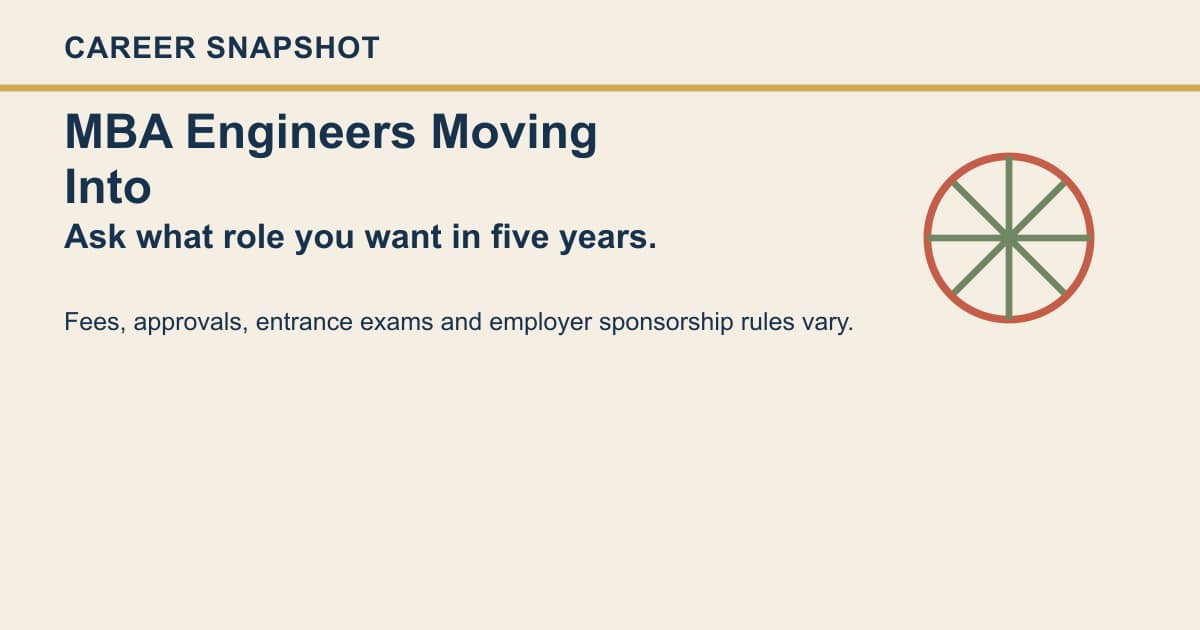 CAREER SNAPSHOT
MBA Engineers Moving
Into
Ask what role you want in five years.
Fees, approvals, entrance exams and employer sponsorship rules vary.